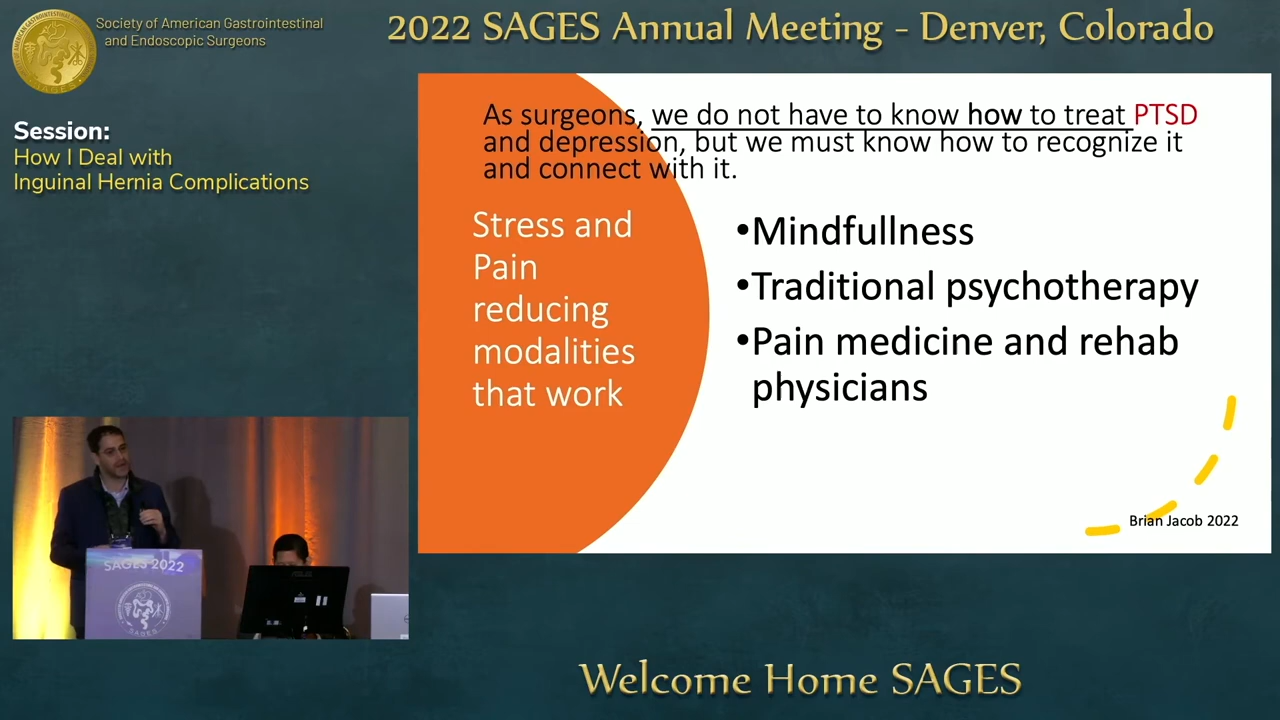 Society of American Gastrointestinal
and Endoscopic Surgeons
2022 SAGES Annual Meeting - Denver, Colorado
Session:
How I Deal with
Inguinal Hernia Complications
As surgeons, we do not have to know how to treat PTSD
and depression, but we must know how to recognize it
and connect with it.
Stress and
Pain
reducing
modalities
that work
•Mindfullness
•Traditional psychotherapy
•Pain medicine and rehab
physicians
Brian Jacob 2022
SAGES 2022
SAGES
Welcome Home SAGES